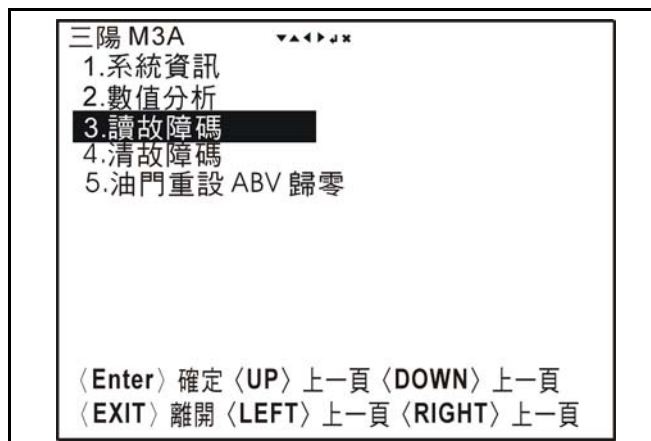 三陽 M3A ▼▲◀▶↲✖
1.系統資訊
2.數值分析
3.讀故障碼
4.清故障碼
5.油門重設 ABV 歸零
〈Enter〉確定〈UP〉上一頁〈DOWN〉上一頁
〈EXIT〉離開〈LEFT〉上一頁〈RIGHT〉上一頁